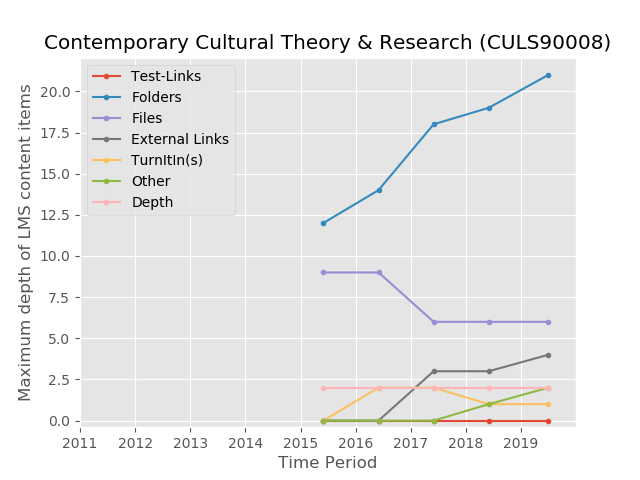 Contemporary Cultural Theory & Research (CULS90008)
Maximum depth of LMS content items
20.0
17.5
15.0
12.5
10.0
7.5
5.0
2.5
0.0
Test-Links
Folders
Files
External Links
TurnItIn(s)
Other
Depth
2011 2012 2013 2014 2015 2016 2017 2018 2019
Time Period